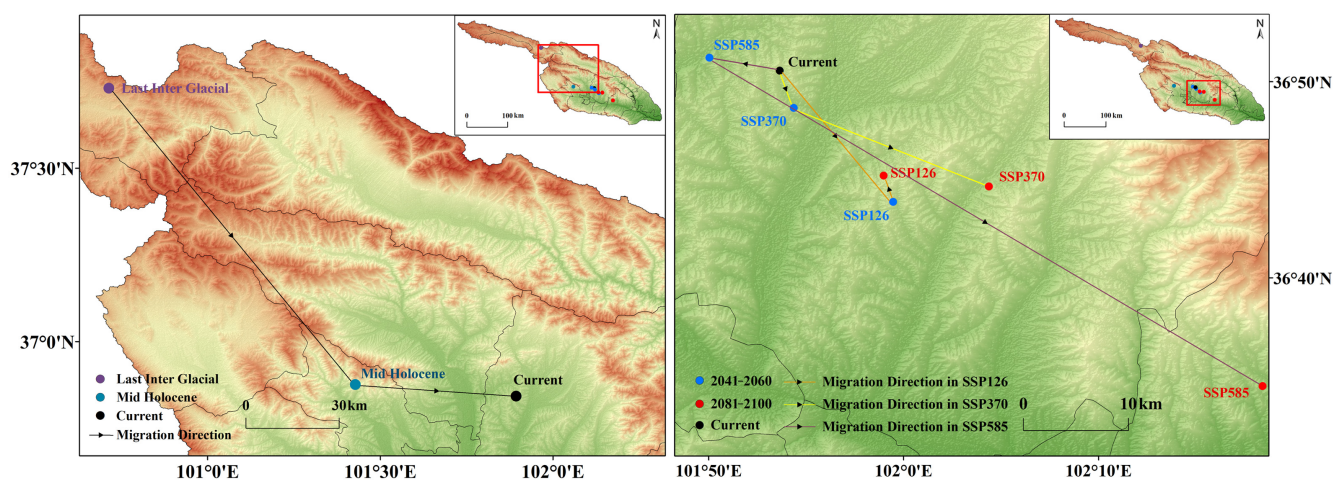 N
0 100 km
Last Inter Glacial
37°30'N
37°0'N
Mid Holocene
Current
Last Inter Glacial
Mid Holocene
Current
Migration Direction
0 30km
101°0'E
101°30'E
102°0'E
N
0 100 km
SSP585
Current
SSP370
SSP126
SSP370
SSP126
SSP585
36°50'N
36°40'N
2041-2060
Migration Direction in SSP126
2081-2100
Migration Direction in SSP370
Current
Migration Direction in SSP585
0 10km
101°50'E
102°0'E
102°10'E